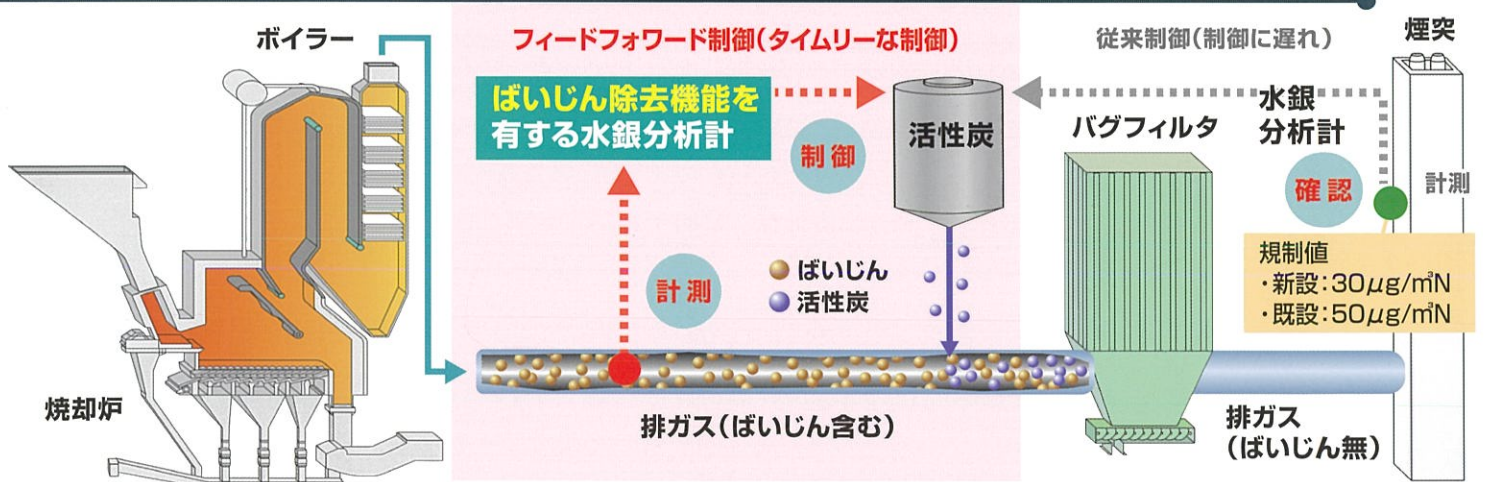 ボイラー
焼却炉
フィードフォワード制御(タイムリーな制御)
ばいじん除去機能を
有する水銀分析計
制御
計測
活性炭
ばいじん
活性炭
排ガス(ばいじん含む)
従来制御(制御に遅れ)
煙突
バグフィルタ
水銀
分析計
確認
計測
規制値
・新設:30μg/㎥N
・既設:50μg/㎥N
排ガス
(ばいじん無)